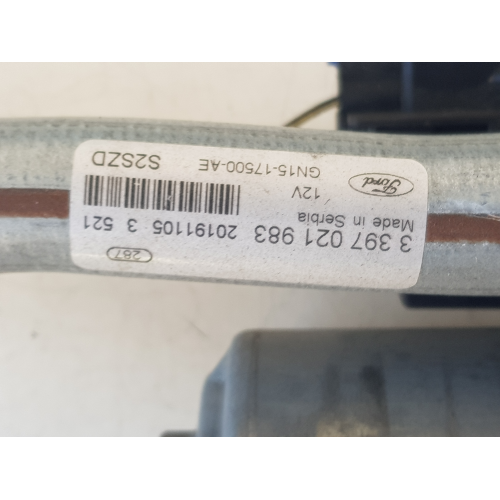 Ford
GN15-17500-AE
S2SZD
12V
Made in Serbia
3 397 021 983
20191105 3 521
287